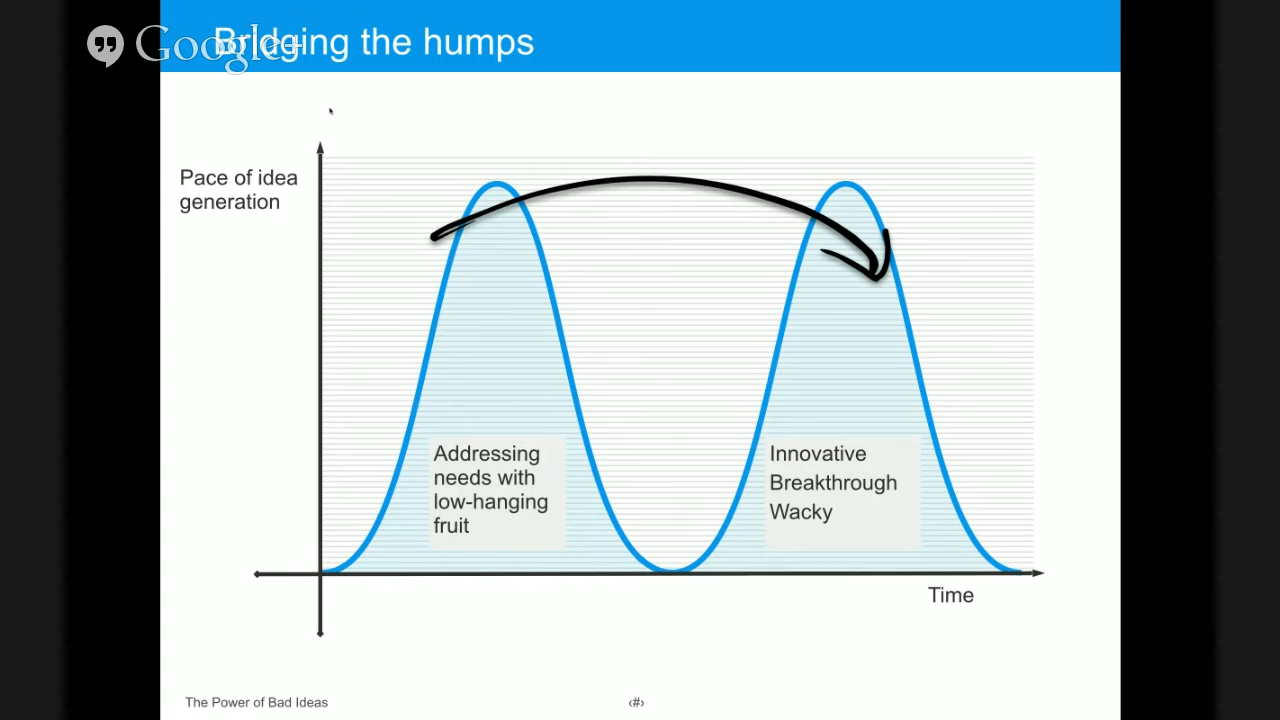 Bridging the humps
Google+
Pace of idea
generation
Addressing
needs with
low-hanging
fruit
Innovative
Breakthrough
Wacky
Time
The Power of Bad Ideas
‹#›